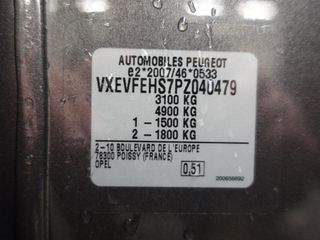 AUTOMOBILES PEUGEOT
e2*2007/46*0533
VXEVFEHS7PZ040479
3100 KG
4900 KG
1 - 1500 KG
2 - 1800 KG
2-10 BOULEVARD DE L'EUROPE
78300 POISSY (FRANCE)
OPEL
0,51
200656692